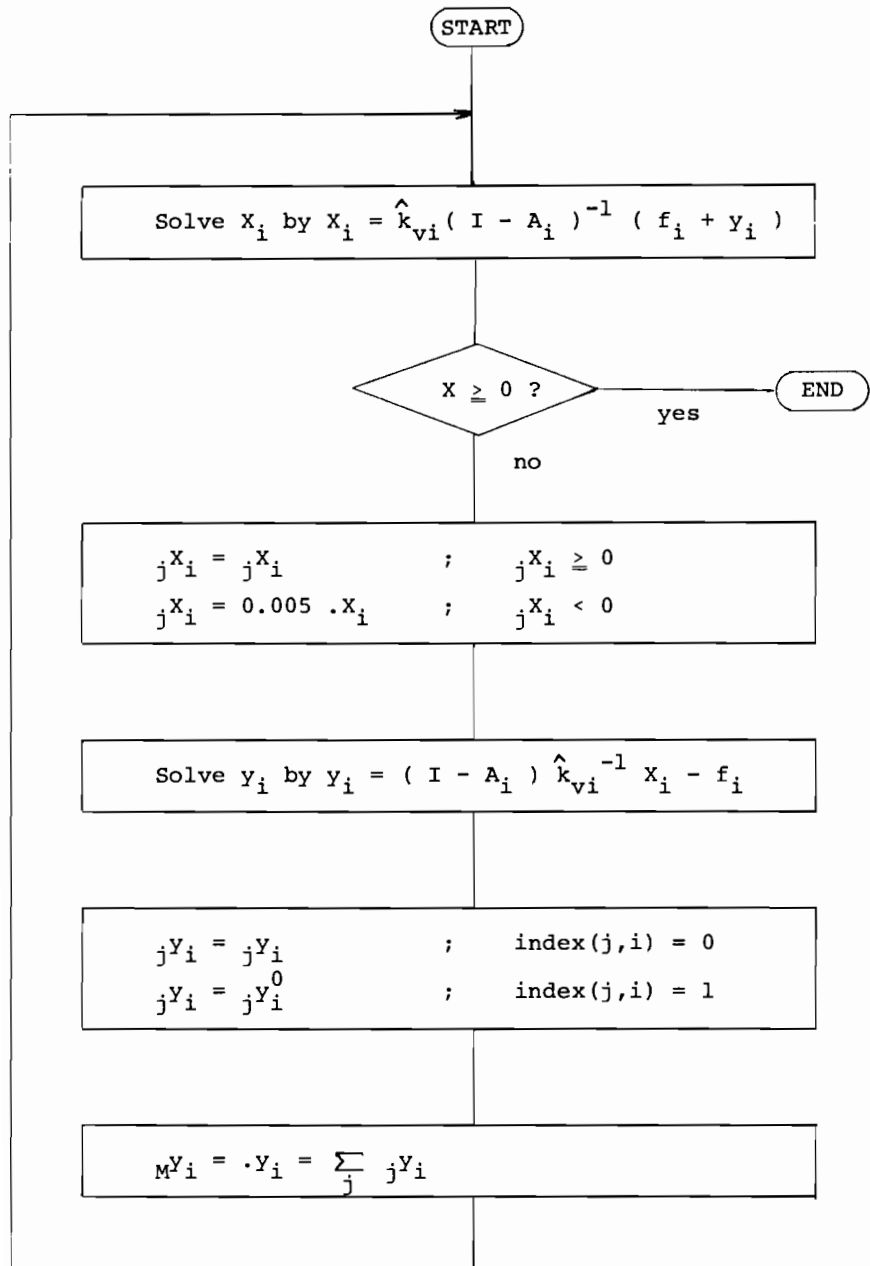 START
Solve X_i by X_i = k̂_vi ( I - A_i )^-1 ( f_i + y_i )
X ≧ 0 ?
yes
END
no
_jX_i = _jX_i ; _jX_i ≧ 0
_jX_i = 0.005 .X_i ; _jX_i < 0
Solve y_i by y_i = ( I - A_i ) k̂_vi^-1 X_i - f_i
_jy_i = _jy_i ; index(j,i) = 0
_jy_i = _jy_i^0 ; index(j,i) = 1
_My_i = .y_i = ∑_j _jy_i